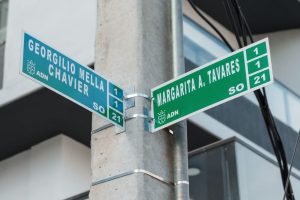 GEORGILIO MELLA
CHAVIER
ADN
1
1
SO 21
MARGARITA A. TAVARES
ADN
1
1
SO 21